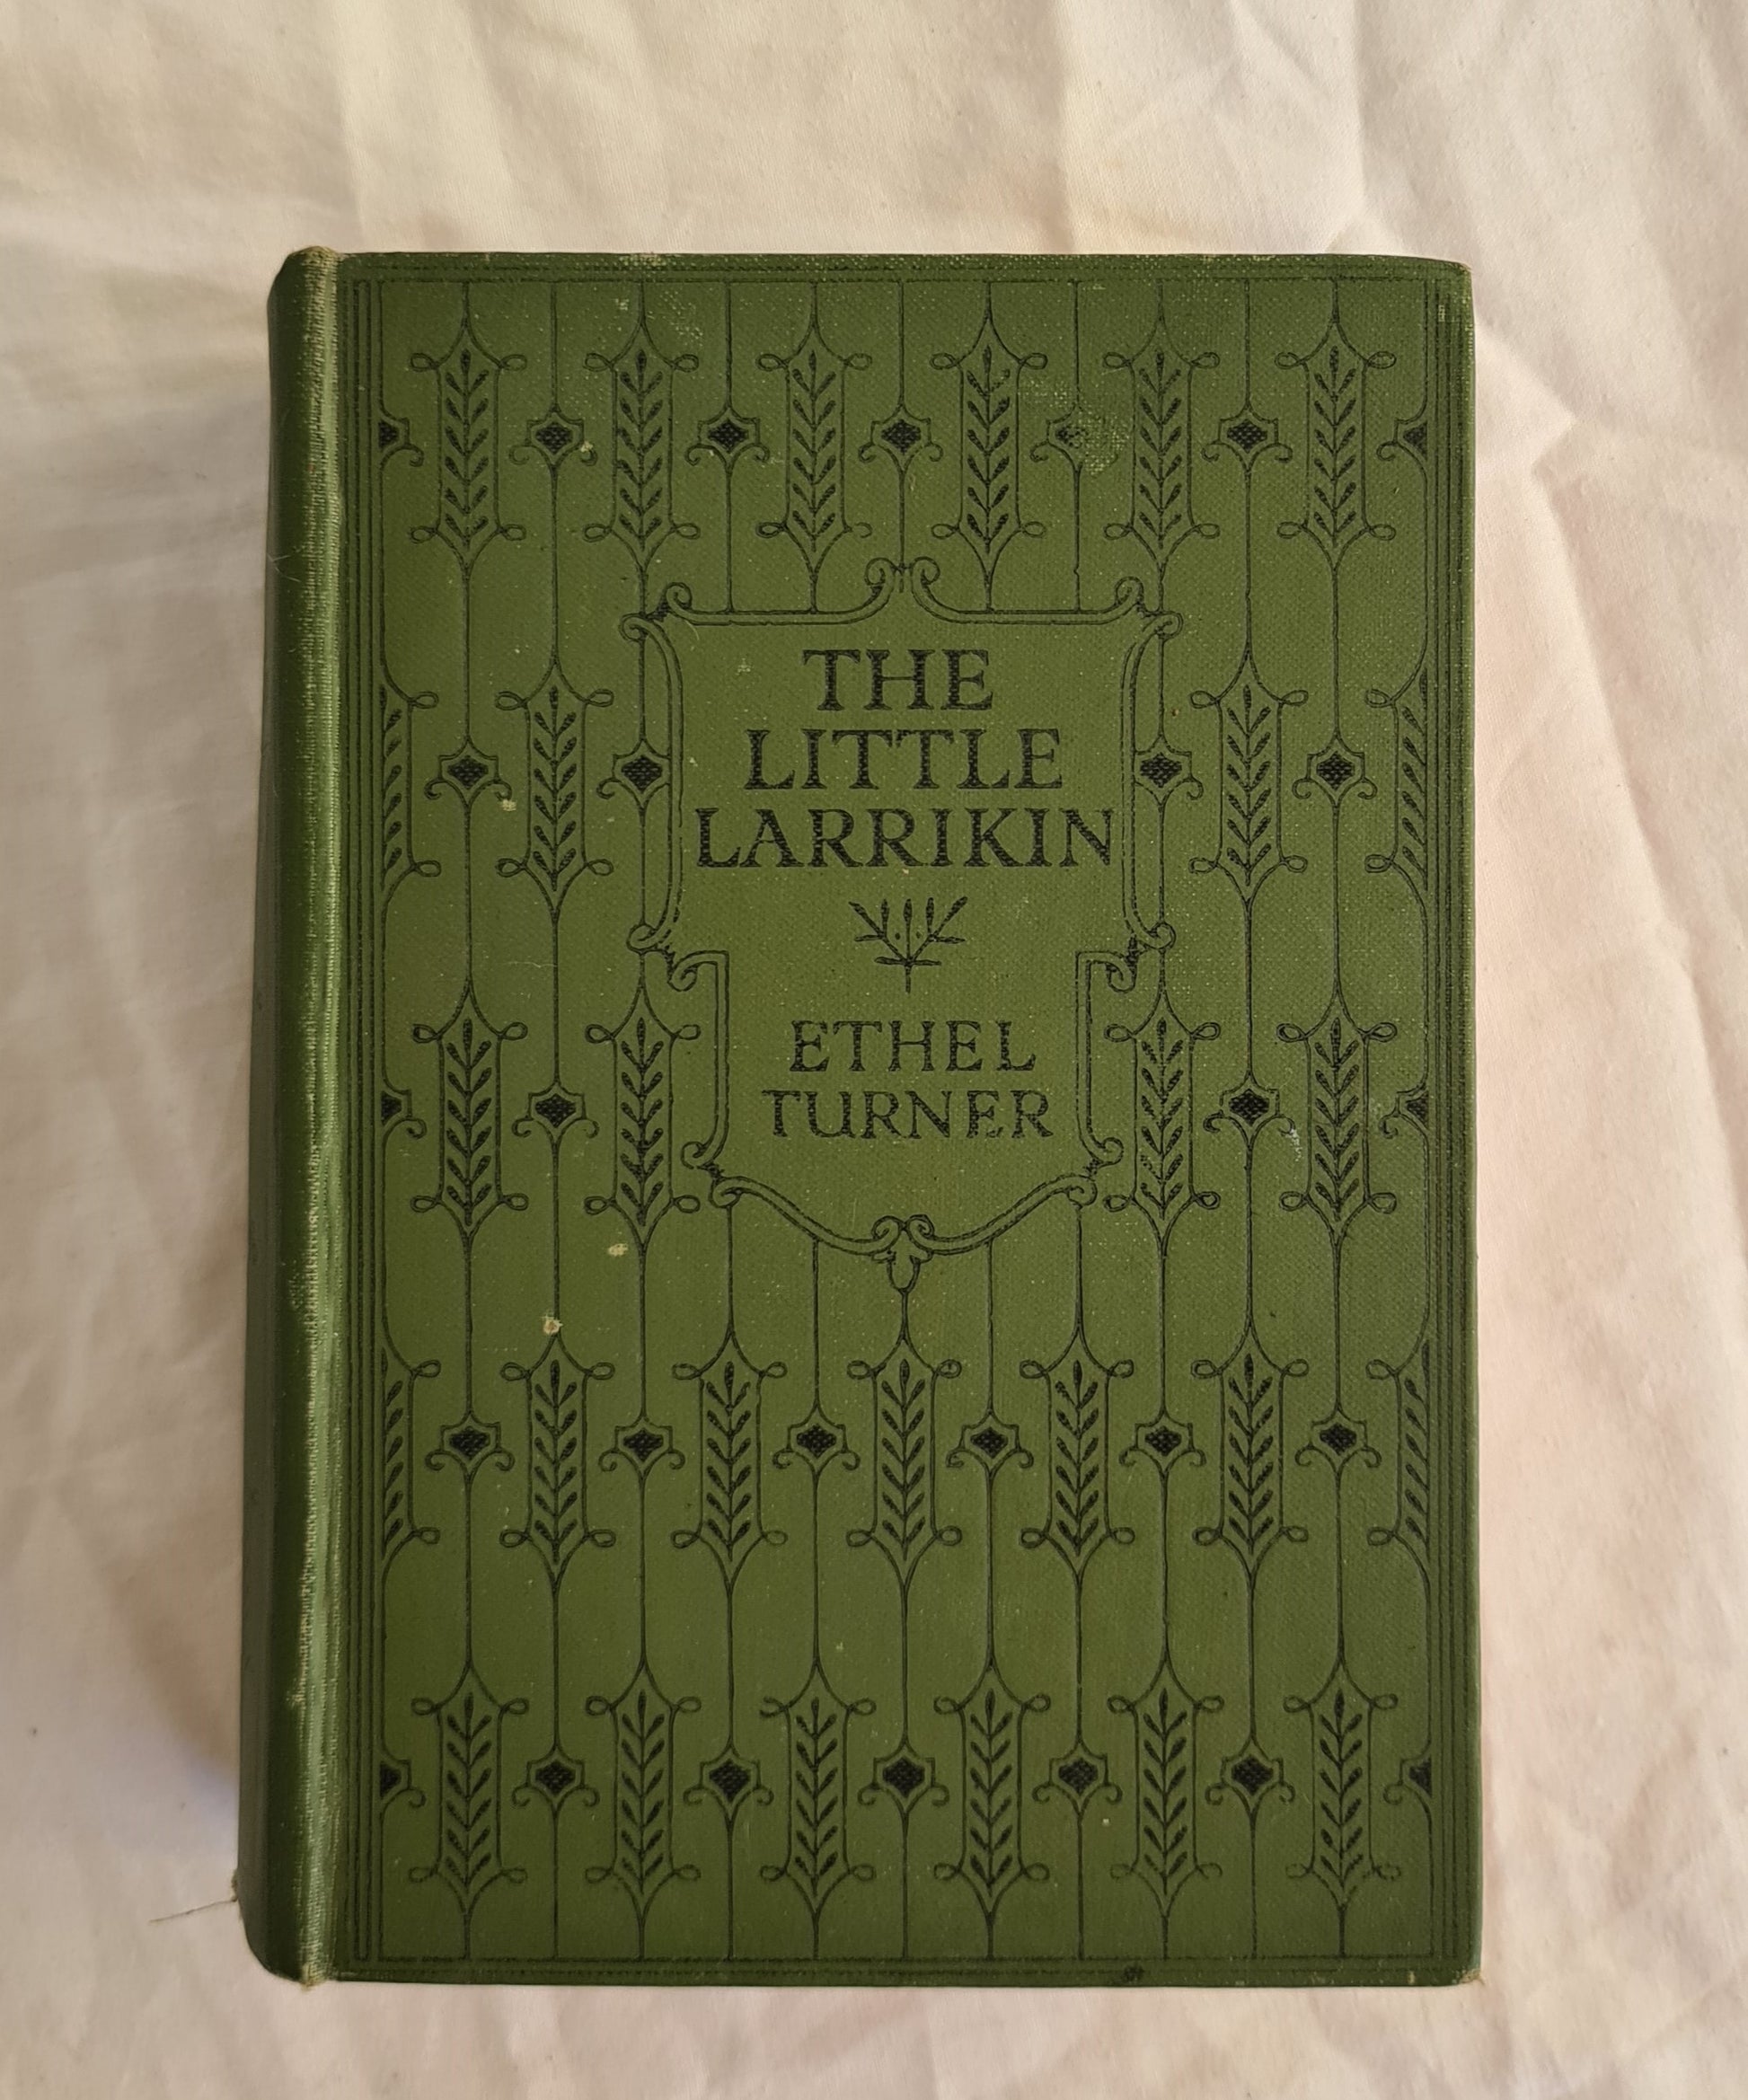 THE
LITTLE
LARRIKIN
ETHEL
TURNER